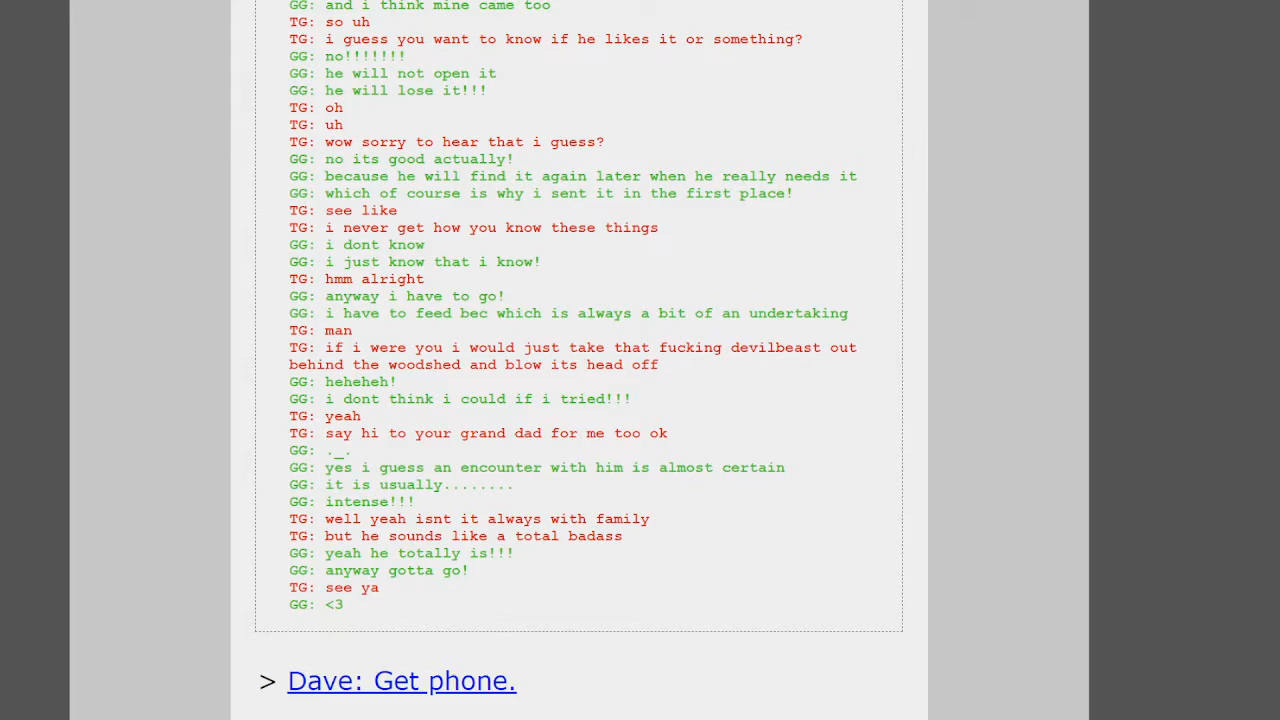 GG: and i think mine came too
TG: so uh
TG: i guess you want to know if he likes it or something?
GG: no!!!!!!!
GG: he will not open it
GG: he will lose it!!!
TG: oh
TG: uh
TG: wow sorry to hear that i guess?
GG: no its good actually!
GG: because he will find it again later when he really needs it
GG: which of course is why i sent it in the first place!
TG: see like
TG: i never get how you know these things
GG: i dont know
GG: i just know that i know!
TG: hmm alright
GG: anyway i have to go!
GG: i have to feed bec which is always a bit of an undertaking
TG: man
TG: if i were you i would just take that fucking devilbeast out
behind the woodshed and blow its head off
GG: heheheh!
GG: i dont think i could if i tried!!!
TG: yeah
TG: say hi to your grand dad for me too ok
GG: ._.
GG: yes i guess an encounter with him is almost certain
GG: it is usually........
GG: intense!!!
TG: well yeah isnt it always with family
TG: but he sounds like a total badass
GG: yeah he totally is!!!
GG: anyway gotta go!
TG: see ya
GG: <3
> Dave: Get phone.